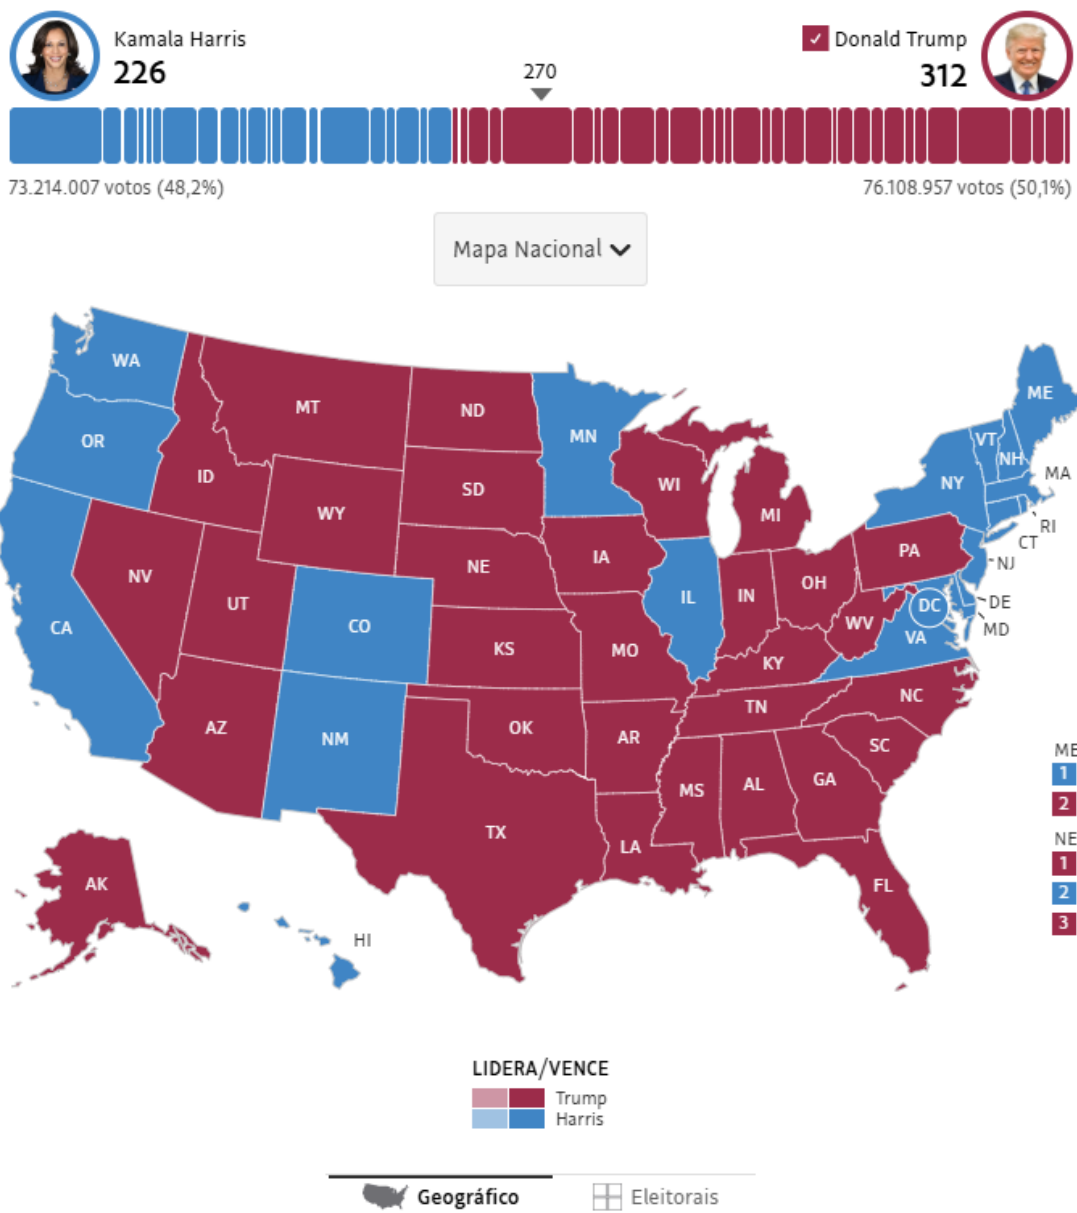 Kamala Harris
226
270
Donald Trump
312
73.214.007 votos (48,2%)
76.108.957 votos (50,1%)
Mapa Nacional
WA
MT
ND
MN
ME
OR
VT
NH
ID
SD
WI
NY
MA
WY
MI
RI
CT
NV
NE
IA
PA
NJ
UT
IL
IN
OH
DC
DE
CA
CO
KS
MO
WV
VA
MD
KY
AZ
NM
OK
AR
TN
NC
SC
ME
1
2
TX
MS
AL
GA
LA
NE
1
2
3
AK
FL
HI
LIDERA/VENCE
Trump
Harris
Geográfico
Eleitorais